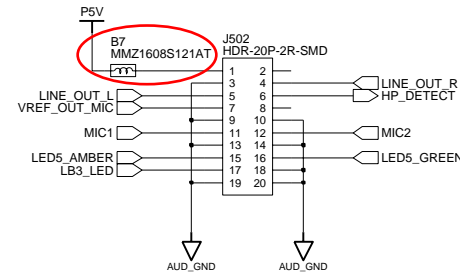 P5V
B7
MMZ1608S121AT
J502
HDR-20P-2R-SMD
1 2
3 4 LINE_OUT_R
LINE_OUT_L 5 6 HP_DETECT
VREF_OUT_MIC 7 8
9 10
MIC1 11 12 MIC2
13 14
LED5_AMBER 15 16 LED5_GREEN
LB3_LED 17 18
19 20
AUD_GND AUD_GND